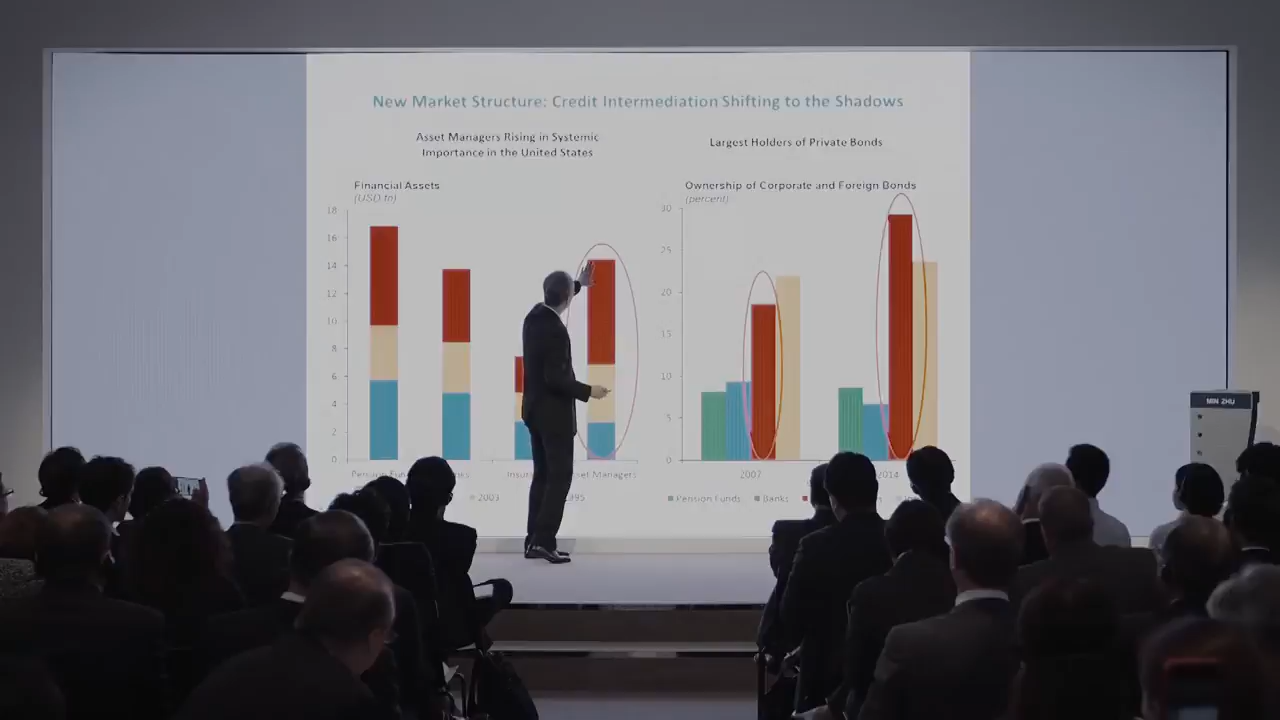 New Market Structure: Credit Intermediation Shifting to the Shadows
Asset Managers Rising in Systemic
Importance in the United States
Financial Assets
(USD tn)
18
16
14
12
10
8
6
4
2
0
Asset Managers
2003
Largest Holders of Private Bonds
Ownership of Corporate and Foreign Bonds
(percent)
30
25
20
15
10
5
0
2007
Pension Funds
Banks
MIN ZHU